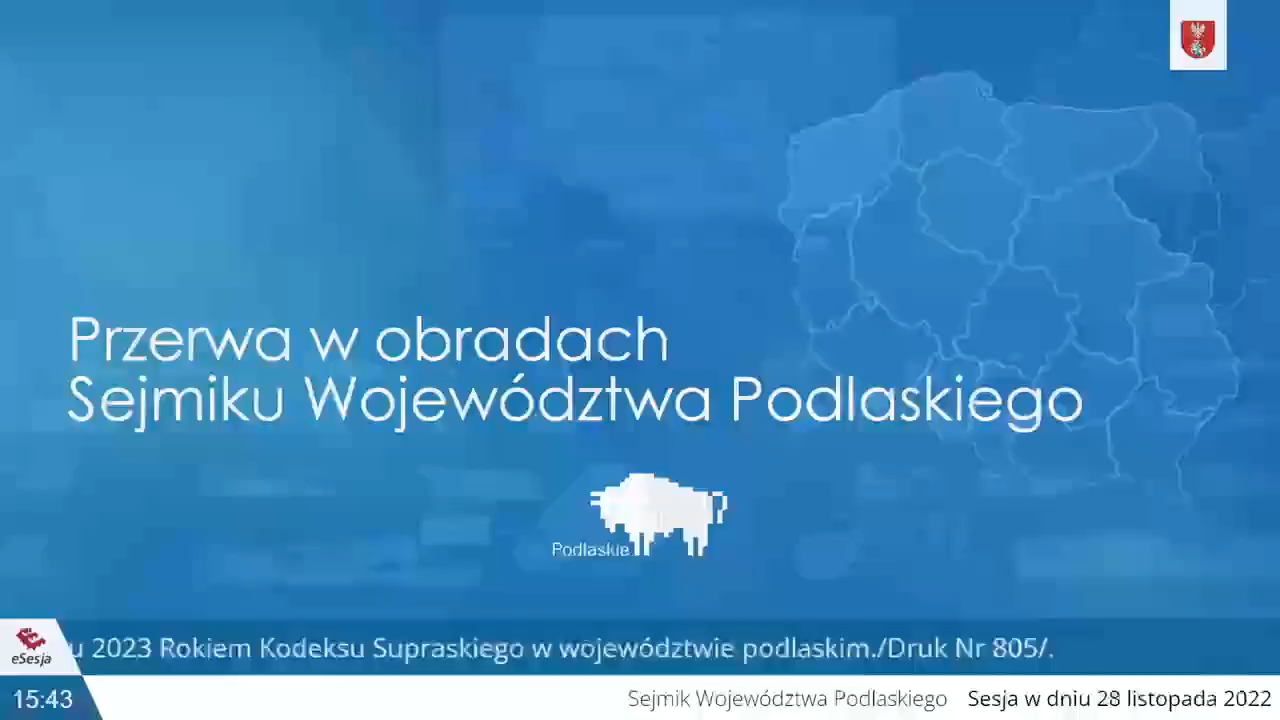 Przerwa w obradach
Sejmiku Województwa Podlaskiego
Podlaskie
eSesja
u 2023 Rokiem Kodeksu Supraskiego w województwie podlaskim./Druk Nr 805/.
15:43
Sejmik Województwa Podlaskiego Sesja w dniu 28 listopada 2022